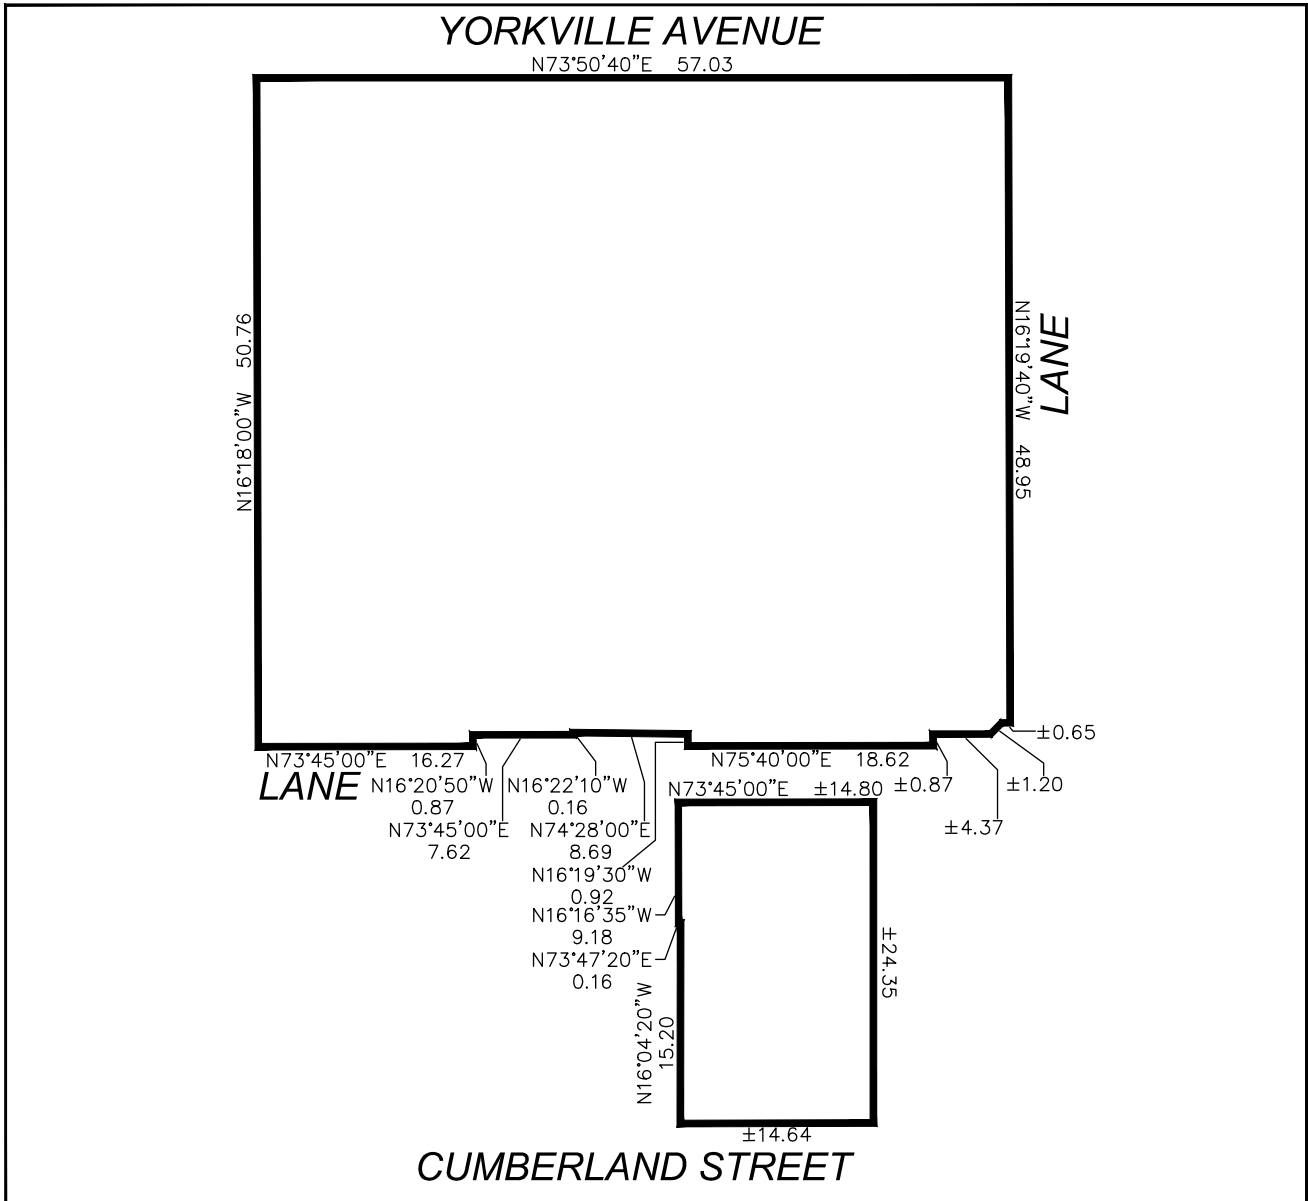 YORKVILLE AVENUE
N73°50'40"E 57.03
N16°18'00"W 50.76
N16°19'40"W 48.95
LANE
±0.65
N73°45'00"E 16.27
N75°40'00"E 18.62
LANE
N16°20'50"W
0.87
N16°22'10"W
0.16
N73°45'00"E ±14.80
±0.87
±1.20
N73°45'00"E
7.62
N74°28'00"E
8.69
±4.37
N16°19'30"W
0.92
N16°16'35"W
9.18
N73°47'20"E
0.16
±24.35
N16°04'20"W
15.20
±14.64
CUMBERLAND STREET